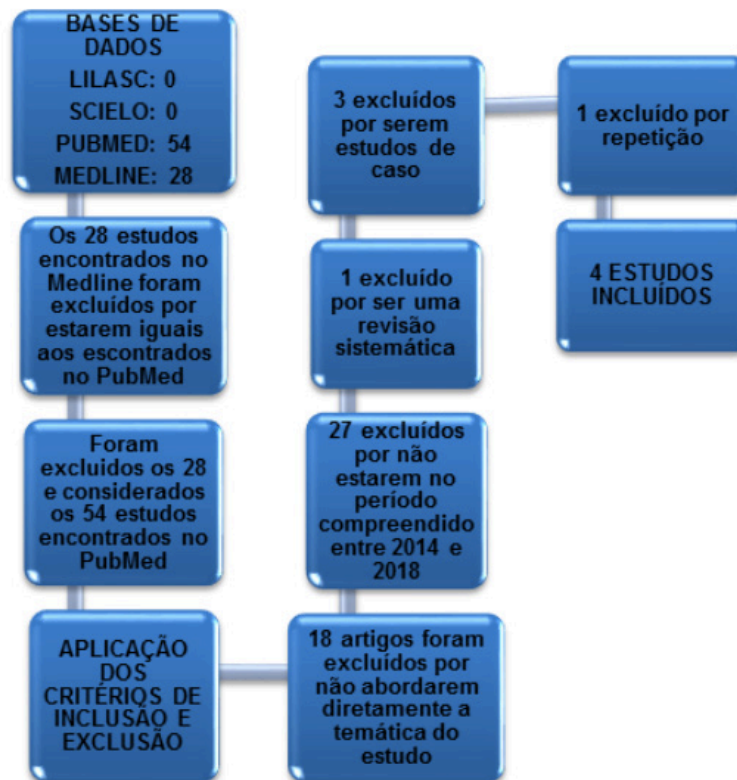 BASES DE
DADOS
LILASC: 0
SCIELO: 0
PUBMED: 54
MEDLINE: 28
Os 28 estudos
encontrados no
Medline foram
excluídos por
estarem iguais
aos escontrados
no PubMed
Foram
excluidos os 28
e considerados
os 54 estudos
encontrados no
PubMed
APLICAÇÃO
DOS
CRITÉRIOS DE
INCLUSÃO E
EXCLUSÃO
18 artigos foram
excluídos por
não abordarem
diretamente a
temática do
estudo
27 excluídos
por não
estarem no
período
compreendido
entre 2014 e
2018
1 excluído
por ser uma
revisão
sistemática
3 excluídos
por serem
estudos de
caso
1 excluído por
repetição
4 ESTUDOS
INCLUÍDOS